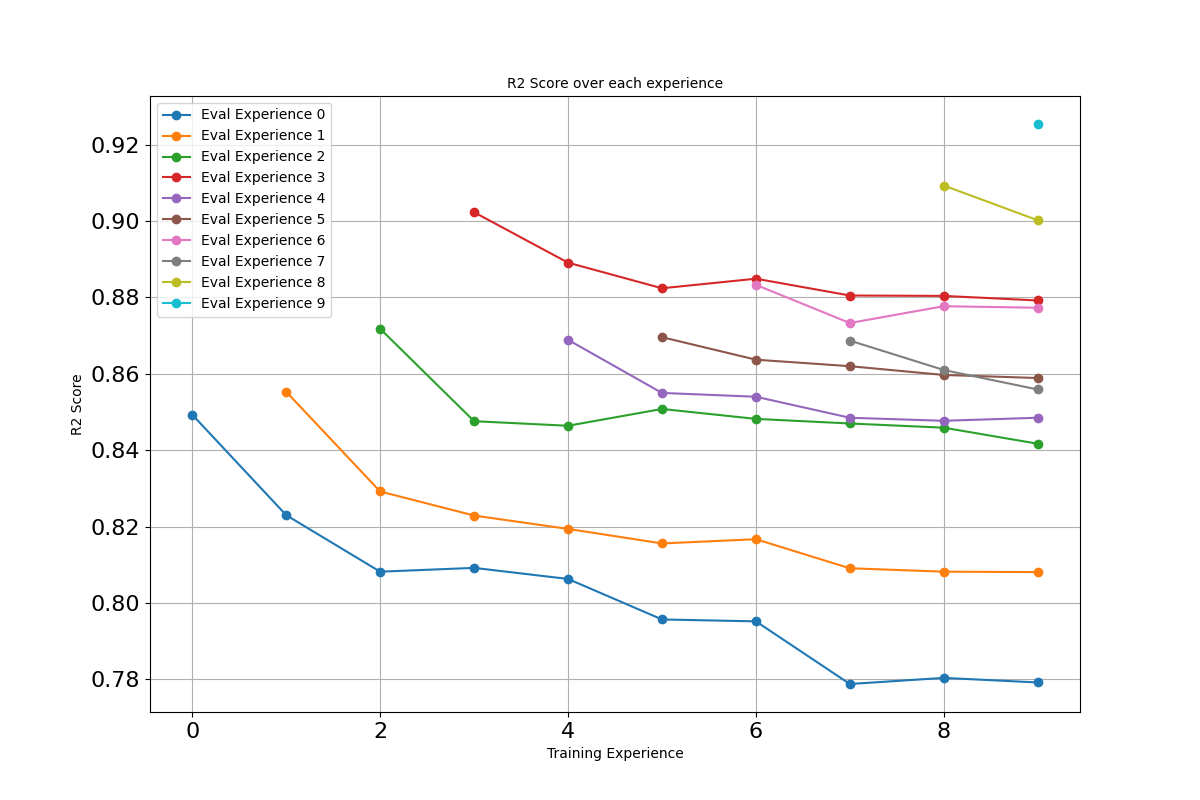 R2 Score over each experience
Eval Experience 0
Eval Experience 1
Eval Experience 2
Eval Experience 3
Eval Experience 4
Eval Experience 5
Eval Experience 6
Eval Experience 7
Eval Experience 8
Eval Experience 9
0.92
0.90
0.88
0.86
0.84
0.82
0.80
0.78
R2 Score
0 2 4 6 8
Training Experience